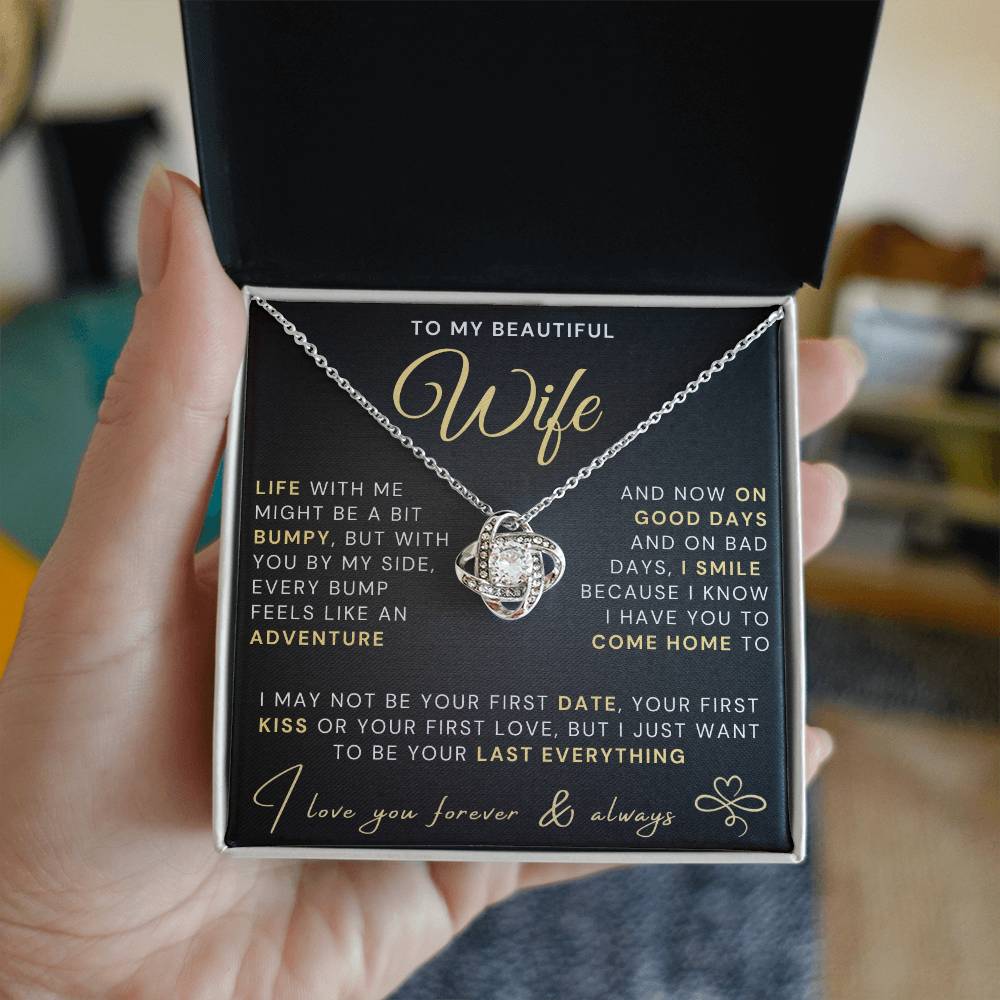 TO MY BEAUTIFUL
Wife
LIFE WITH ME
MIGHT BE A BIT
BUMPY, BUT WITH
YOU BY MY SIDE,
EVERY BUMP
FEELS LIKE AN
ADVENTURE
AND NOW ON
GOOD DAYS
AND ON BAD
DAYS, I SMILE
BECAUSE I KNOW
I HAVE YOU TO
COME HOME TO
I MAY NOT BE YOUR FIRST DATE, YOUR FIRST
KISS OR YOUR FIRST LOVE, BUT I JUST WANT
TO BE YOUR LAST EVERYTHING
I love you forever & always